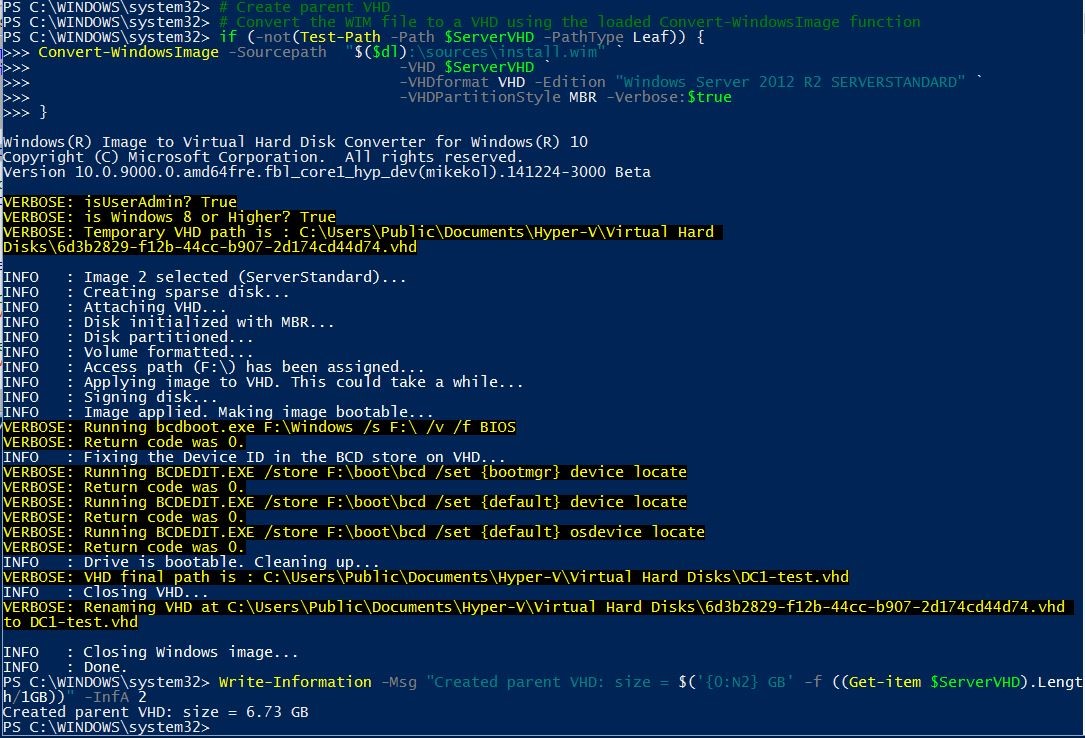 PS C:\WINDOWS\system32> # Create parent VHD
PS C:\WINDOWS\system32> # Convert the WIM file to a VHD using the loaded Convert-WindowsImage function
PS C:\WINDOWS\system32> if (-not(Test-Path -Path $ServerVHD -PathType Leaf)) {
>>> Convert-WindowsImage -Sourcepath  "$($dl):\sources\install.wim" `
>>>                                         -VHD $ServerVHD `
>>>                                         -VHDformat VHD -Edition "Windows Server 2012 R2 SERVERSTANDARD" `
>>>                                         -VHDPartitionStyle MBR -Verbose:$true
>>> }
Windows(R) Image to Virtual Hard Disk Converter for Windows(R) 10
Copyright (C) Microsoft Corporation.  All rights reserved.
Version 10.0.9000.0.amd64fre.fbl_core1_hyp_dev(mikekol).141224-3000 Beta
VERBOSE: isUserAdmin? True
VERBOSE: is Windows 8 or Higher? True
VERBOSE: Temporary VHD path is : C:\Users\Public\Documents\Hyper-V\Virtual Hard
Disks\6d3b2829-f12b-44cc-b907-2d174cd44d74.vhd
INFO   : Image 2 selected (ServerStandard)...
INFO   : Creating sparse disk...
INFO   : Attaching VHD...
INFO   : Disk initialized with MBR...
INFO   : Disk partitioned...
INFO   : Volume formatted...
INFO   : Access path (F:\) has been assigned...
INFO   : Applying image to VHD. This could take a while...
INFO   : Signing disk...
INFO   : Image applied. Making image bootable...
VERBOSE: Running bcdboot.exe F:\Windows /s F:\ /v /f BIOS
VERBOSE: Return code was 0.
INFO   : Fixing the Device ID in the BCD store on VHD...
VERBOSE: Running BCDEDIT.EXE /store F:\boot\bcd /set {bootmgr} device locate
VERBOSE: Return code was 0.
VERBOSE: Running BCDEDIT.EXE /store F:\boot\bcd /set {default} device locate
VERBOSE: Return code was 0.
VERBOSE: Running BCDEDIT.EXE /store F:\boot\bcd /set {default} osdevice locate
VERBOSE: Return code was 0.
INFO   : Drive is bootable. Cleaning up...
VERBOSE: VHD final path is : C:\Users\Public\Documents\Hyper-V\Virtual Hard Disks\DC1-test.vhd
INFO   : Closing VHD...
VERBOSE: Renaming VHD at C:\Users\Public\Documents\Hyper-V\Virtual Hard Disks\6d3b2829-f12b-44cc-b907-2d174cd44d74.vhd
to DC1-test.vhd
INFO   : Closing Windows image...
INFO   : Done.
PS C:\WINDOWS\system32> Write-Information -Msg "Created parent VHD: size = $('{0:N2} GB' -f ((Get-item $ServerVHD).Lengt
h/1GB))" -InfA 2
Created parent VHD: size = 6.73 GB
PS C:\WINDOWS\system32>